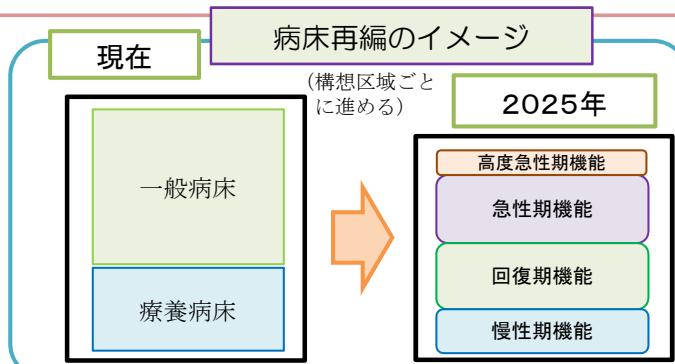 病床再編のイメージ
現在
(構想区域ごと
に進める)
2025年
一般病床
療養病床
高度急性期機能
急性期機能
回復期機能
慢性期機能